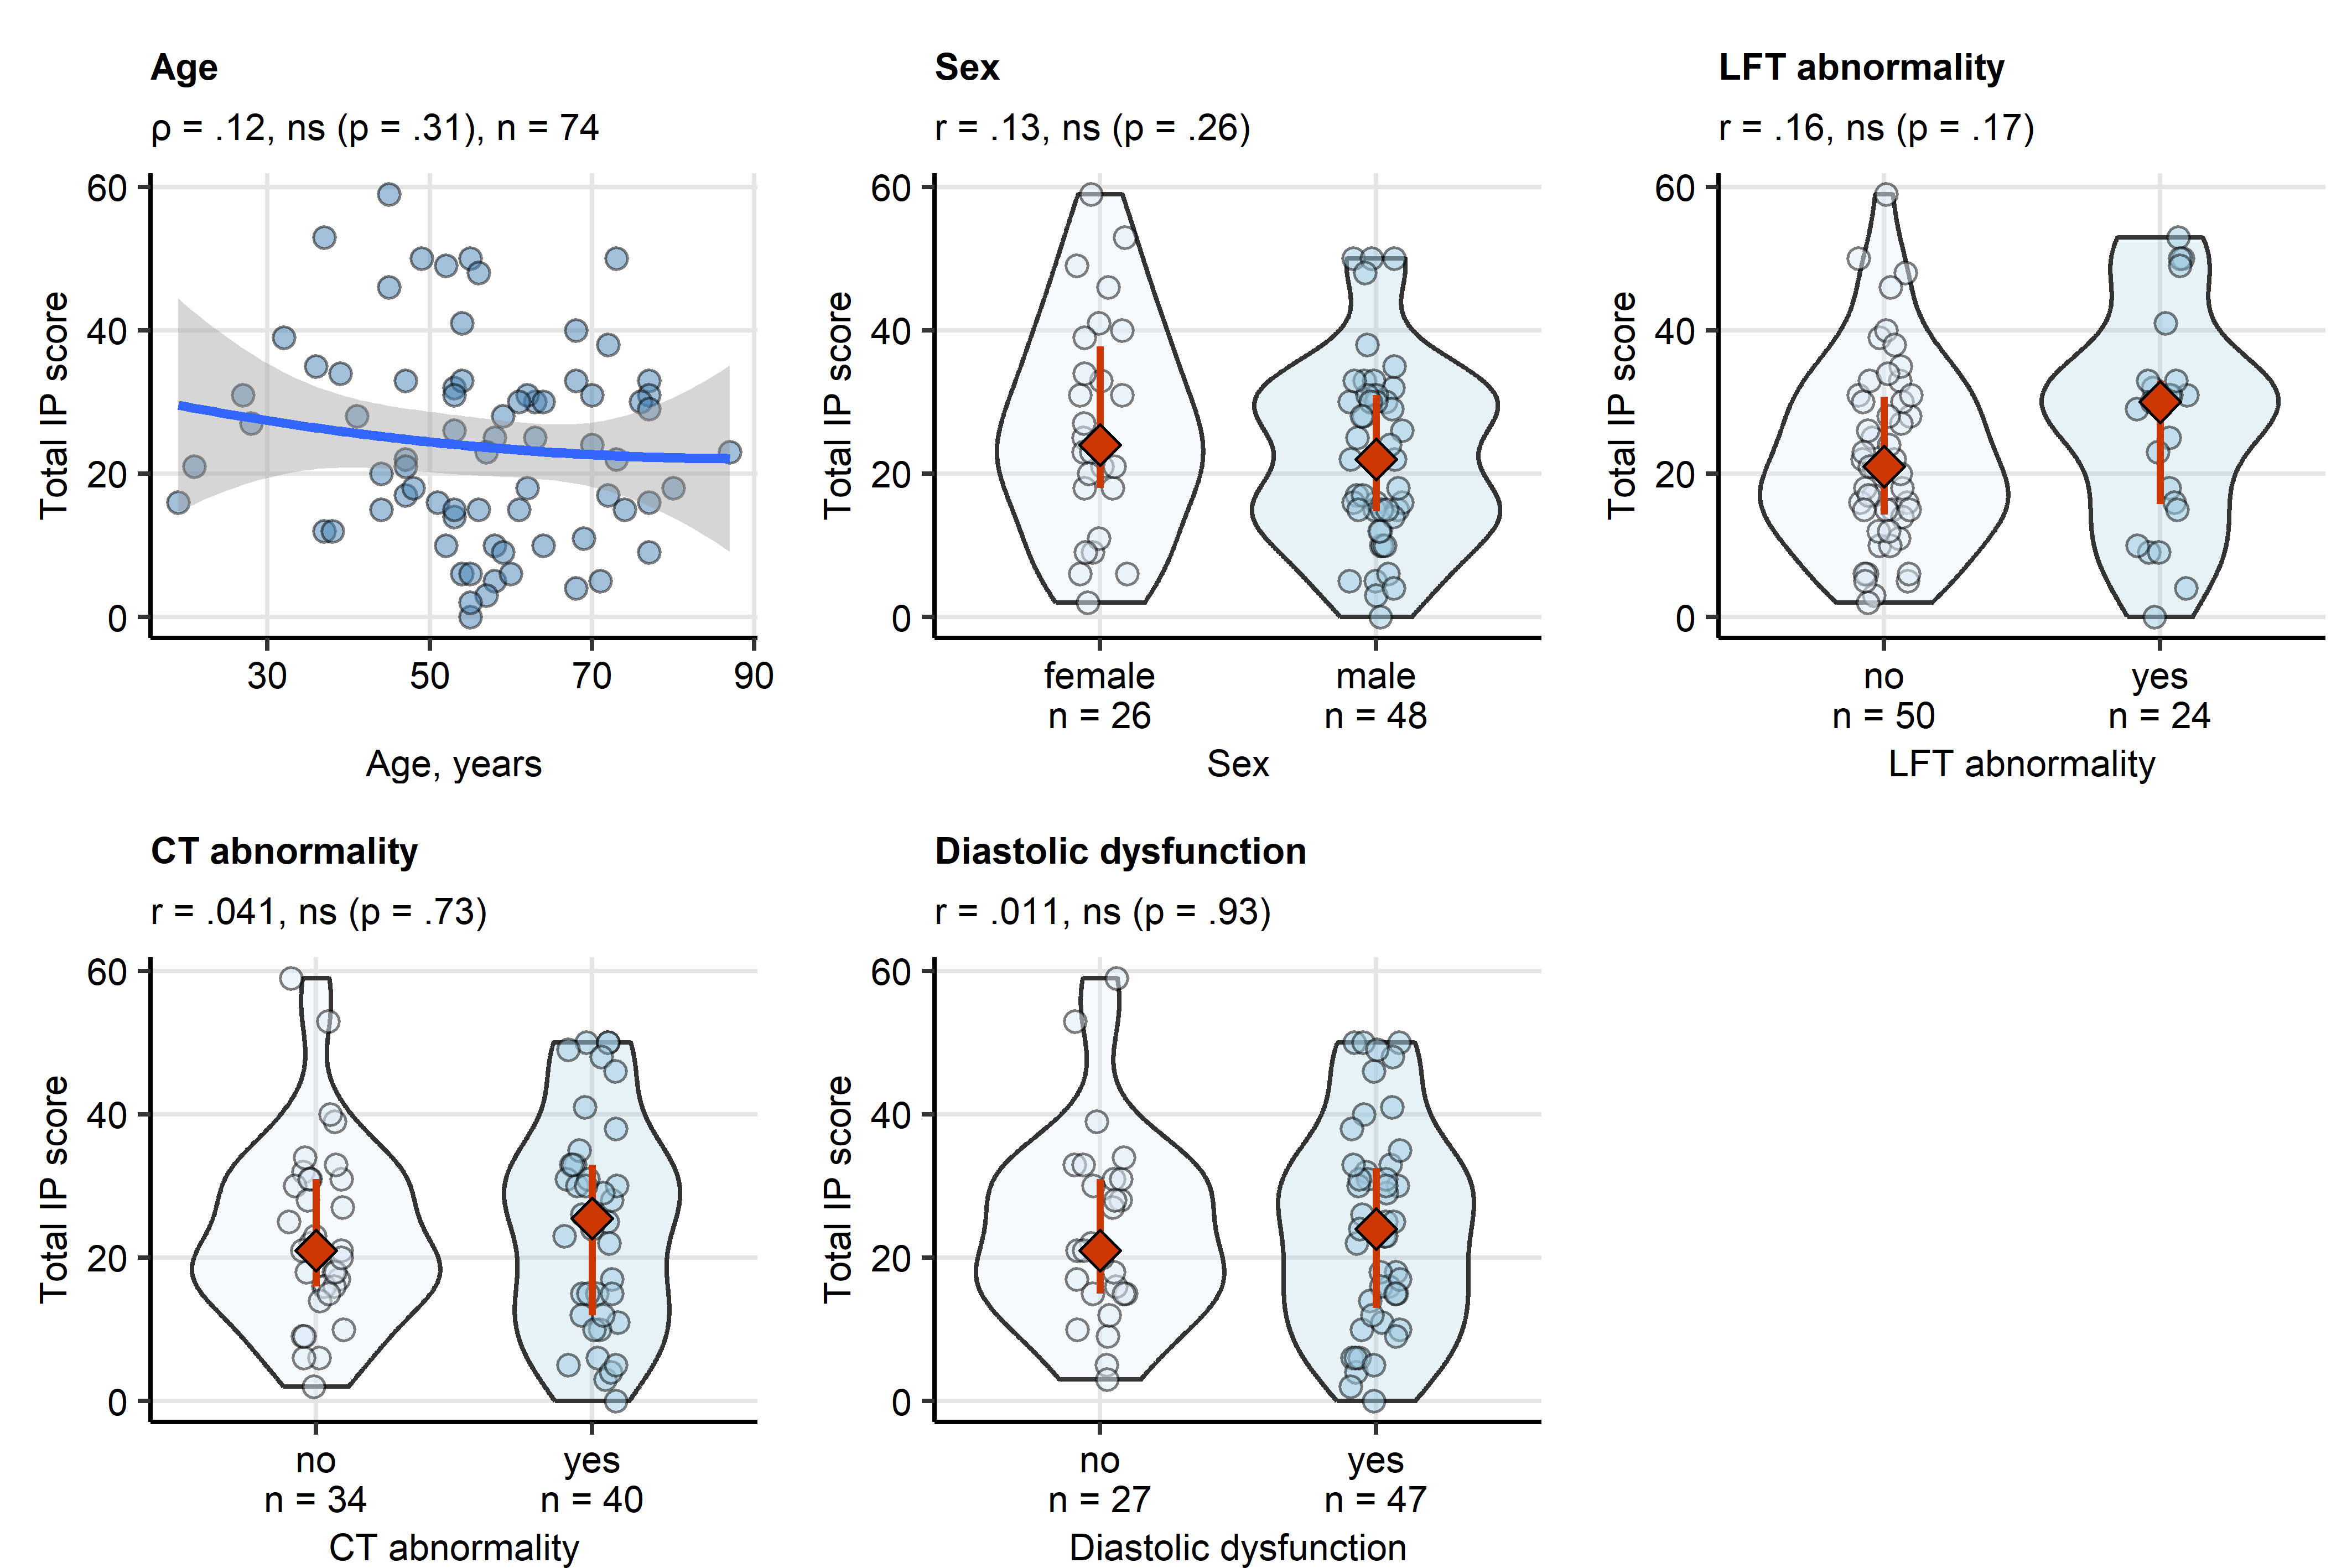 Age
ρ = .12, ns (p = .31), n = 74
Total IP score
60
40
20
0
30 50 70 90
Age, years
Sex
r = .13, ns (p = .26)
Total IP score
60
40
20
0
female male
n = 26 n = 48
Sex
LFT abnormality
r = .16, ns (p = .17)
Total IP score
60
40
20
0
no yes
n = 50 n = 24
LFT abnormality
CT abnormality
r = .041, ns (p = .73)
Total IP score
60
40
20
0
no yes
n = 34 n = 40
CT abnormality
Diastolic dysfunction
r = .011, ns (p = .93)
Total IP score
60
40
20
0
no yes
n = 27 n = 47
Diastolic dysfunction